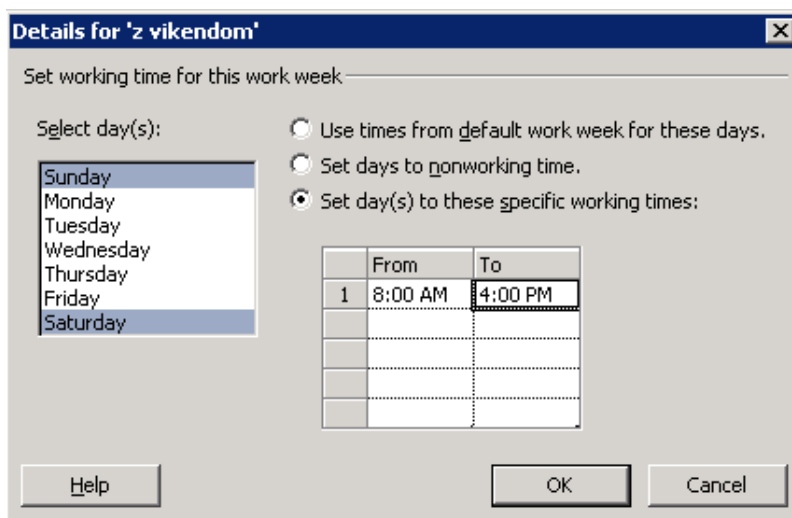 Details for 'z vikendom'
Set working time for this work week
Select day(s):
Sunday
Monday
Tuesday
Wednesday
Thursday
Friday
Saturday
Use times from default work week for these days.
Set days to nonworking time.
Set day(s) to these specific working times:
From To
1 8:00 AM 4:00 PM
Help OK Cancel